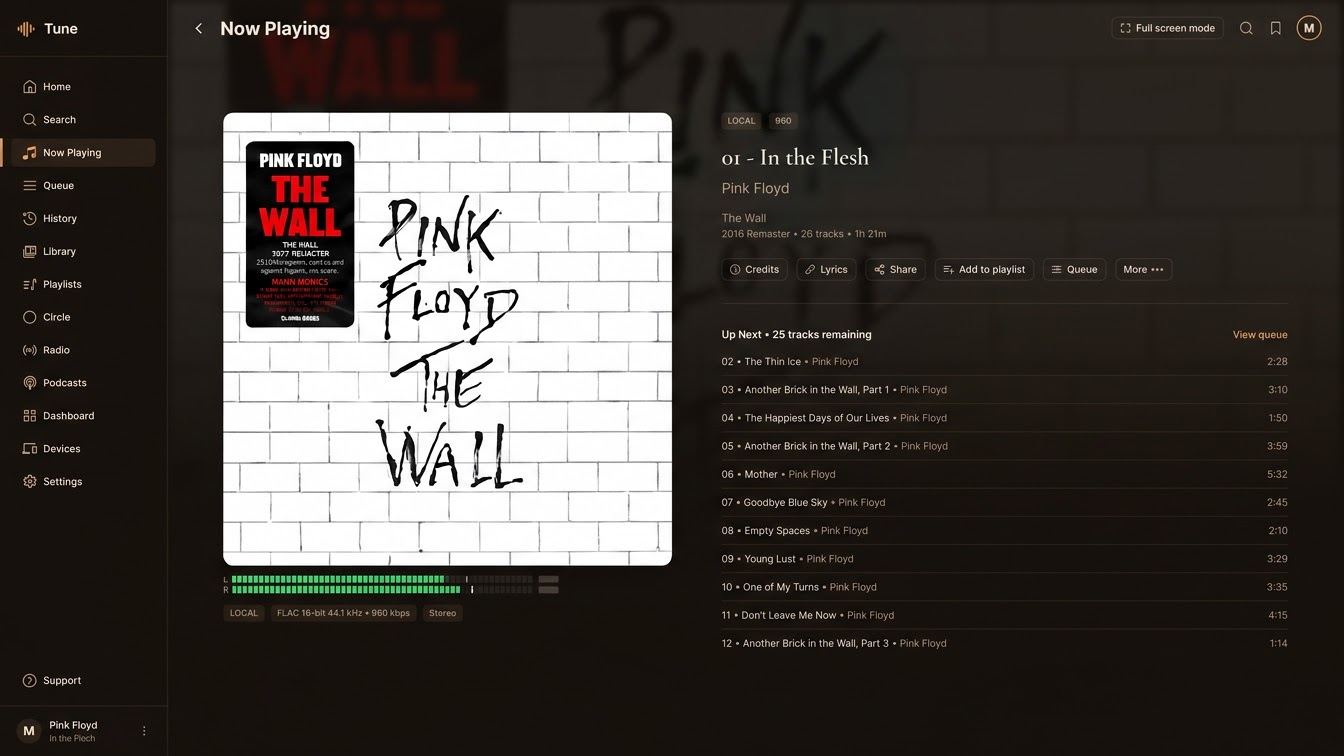 Tune
Now Playing
Full screen mode
M
Home
Search
Now Playing
Queue
History
Library
Playlists
Circle
Radio
Podcasts
Dashboard
Devices
Settings
Support
M
Pink Floyd
In the Plech
PINK FLOYD
THE
WALL
THE WALL
3077 RELIACTER
MANN MONICS
PINK
FLOYD
THE
WALL
L
R
LOCAL FLAC 16-bit 44.1 kHz • 960 kbps Stereo
LOCAL 960
01 - In the Flesh
Pink Floyd
The Wall
2016 Remaster • 26 tracks • 1h 21m
Credits Lyrics Share Add to playlist Queue More •••
Up Next • 25 tracks remaining View queue
02 • The Thin Ice • Pink Floyd 2:28
03 • Another Brick in the Wall, Part 1 • Pink Floyd 3:10
04 • The Happiest Days of Our Lives • Pink Floyd 1:50
05 • Another Brick in the Wall, Part 2 • Pink Floyd 3:59
06 • Mother • Pink Floyd 5:32
07 • Goodbye Blue Sky • Pink Floyd 2:45
08 • Empty Spaces • Pink Floyd 2:10
09 • Young Lust • Pink Floyd 3:29
10 • One of My Turns • Pink Floyd 3:35
11 • Don't Leave Me Now • Pink Floyd 4:15
12 • Another Brick in the Wall, Part 3 • Pink Floyd 1:14